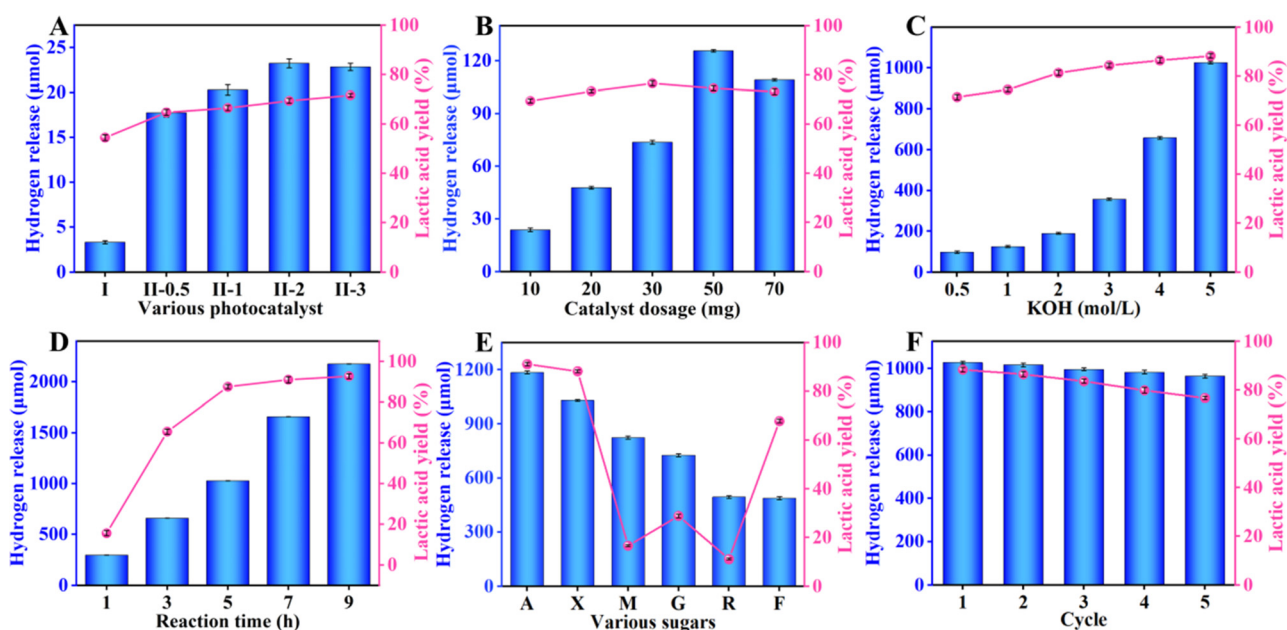 A
Hydrogen release (μmol)
25
20
15
10
5
0
I II-0.5 II-1 II-2 II-3
Various photocatalyst
100
80
60
40
20
0
Lactic acid yield (%)
B
Hydrogen release (μmol)
120
90
60
30
0
10 20 30 50 70
Catalyst dosage (mg)
100
80
60
40
20
0
Lactic acid yield (%)
C
Hydrogen release (μmol)
1000
800
600
400
200
0
0.5 1 2 3 4 5
KOH (mol/L)
100
80
60
40
20
0
Lactic acid yield (%)
D
Hydrogen release (μmol)
2000
1500
1000
500
0
1 3 5 7 9
Reaction time (h)
100
80
60
40
20
0
Lactic acid yield (%)
E
Hydrogen release (μmol)
1200
900
600
300
0
A X M G R F
Various sugars
100
80
60
40
20
0
Lactic acid yield (%)
F
Hydrogen release (μmol)
1000
800
600
400
200
0
1 2 3 4 5
Cycle
100
80
60
40
20
0
Lactic acid yield (%)